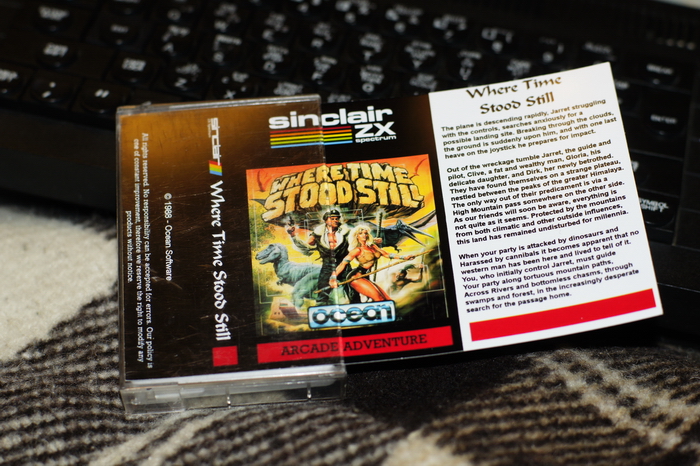 All rights reserved. No responsibility can be accepted for errors. Our policy is
one of constant improvement, therefore we reserve the right to modify any
products without notice.
© 1988 - Ocean Software
sinclair
Where Time Stood Still
sinclair
ZX
spectrum
WHERE TIME
STOOD STILL
ocean
ARCADE ADVENTURE
Where Time
Stood Still
The plane is descending rapidly, Jarret struggling
with the controls, searches anxiously for a
possible landing site. Breaking through the clouds,
the ground is suddenly upon him, and with one last
heave on the joystick he prepares for impact.
Out of the wreckage tumble Jarret, the guide and
pilot, Clive, a fat and wealthy man, Gloria, his
delicate daughter, and Dirk, her newly betrothed.
They have found themselves on a strange plateau,
nestled between the peaks of the greater Himalaya.
The only way out of their predicament is via a
High Mountain pass somewhere on the other side.
As our friends will soon be aware, everything is
not quite as it seems. Protected by the mountains
from both climatic and other outside influences
this land has remained undisturbed for millennia.
When your party is attacked by dinosaurs and
Harassed by cannibals it becomes apparent that no
western man has been here and lived to tell of it.
You, who initially control Jarret, must guide
Your party along tortuous mountain paths,
Across Rivers and bottomless chasms, through
swamps and forest, in the increasingly desperate
search for the passage home.